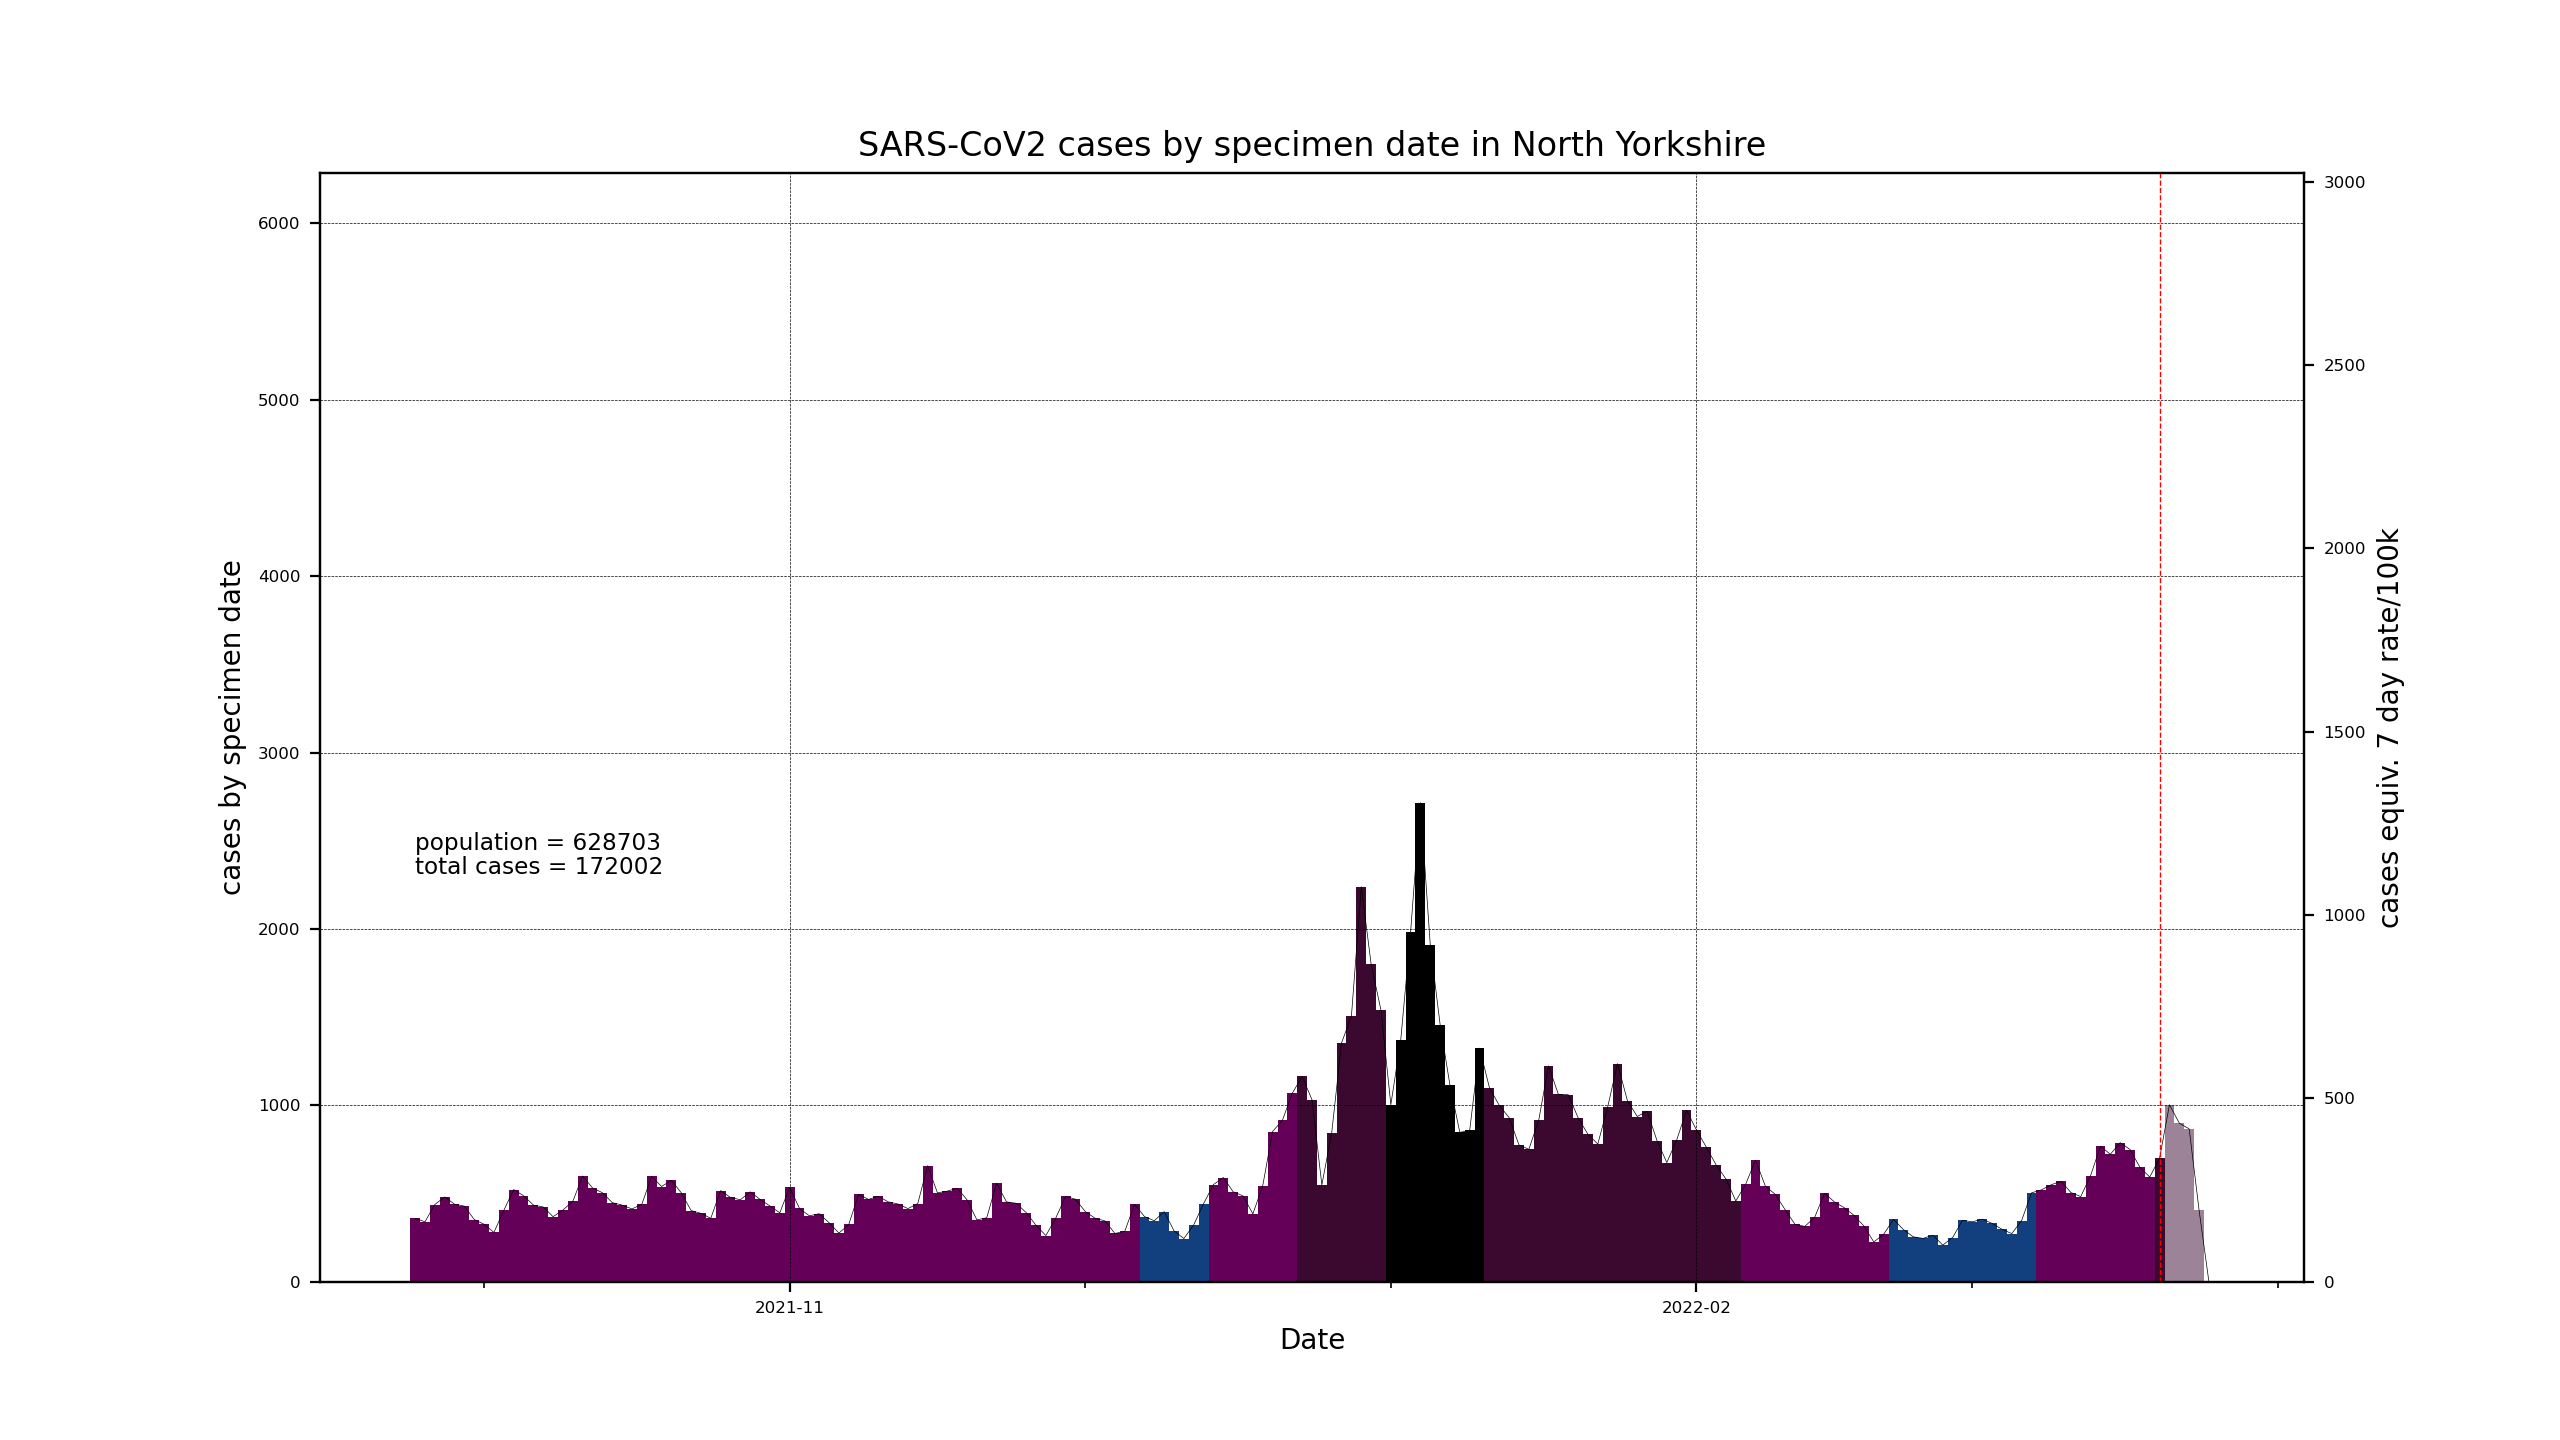 SARS-CoV2 cases by specimen date in North Yorkshire
6000
5000
4000
3000
2000
1000
0
cases by specimen date
population = 628703
total cases = 172002
3000
2500
2000
1500
1000
500
0
cases equiv. 7 day rate/100k
2021-11
2022-02
Date